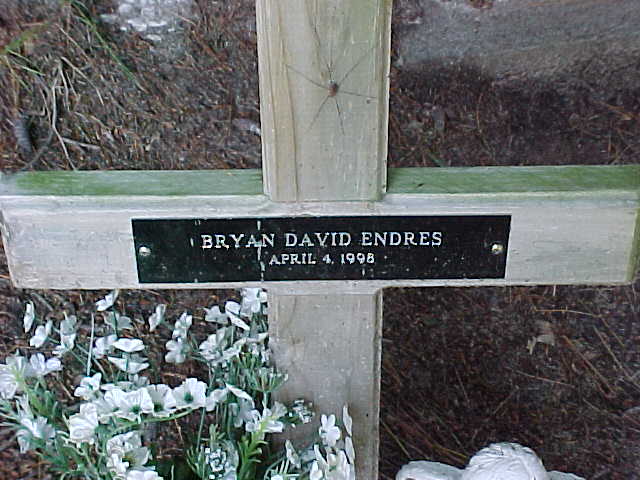 BRYAN DAVID ENDRES
APRIL 4, 1998